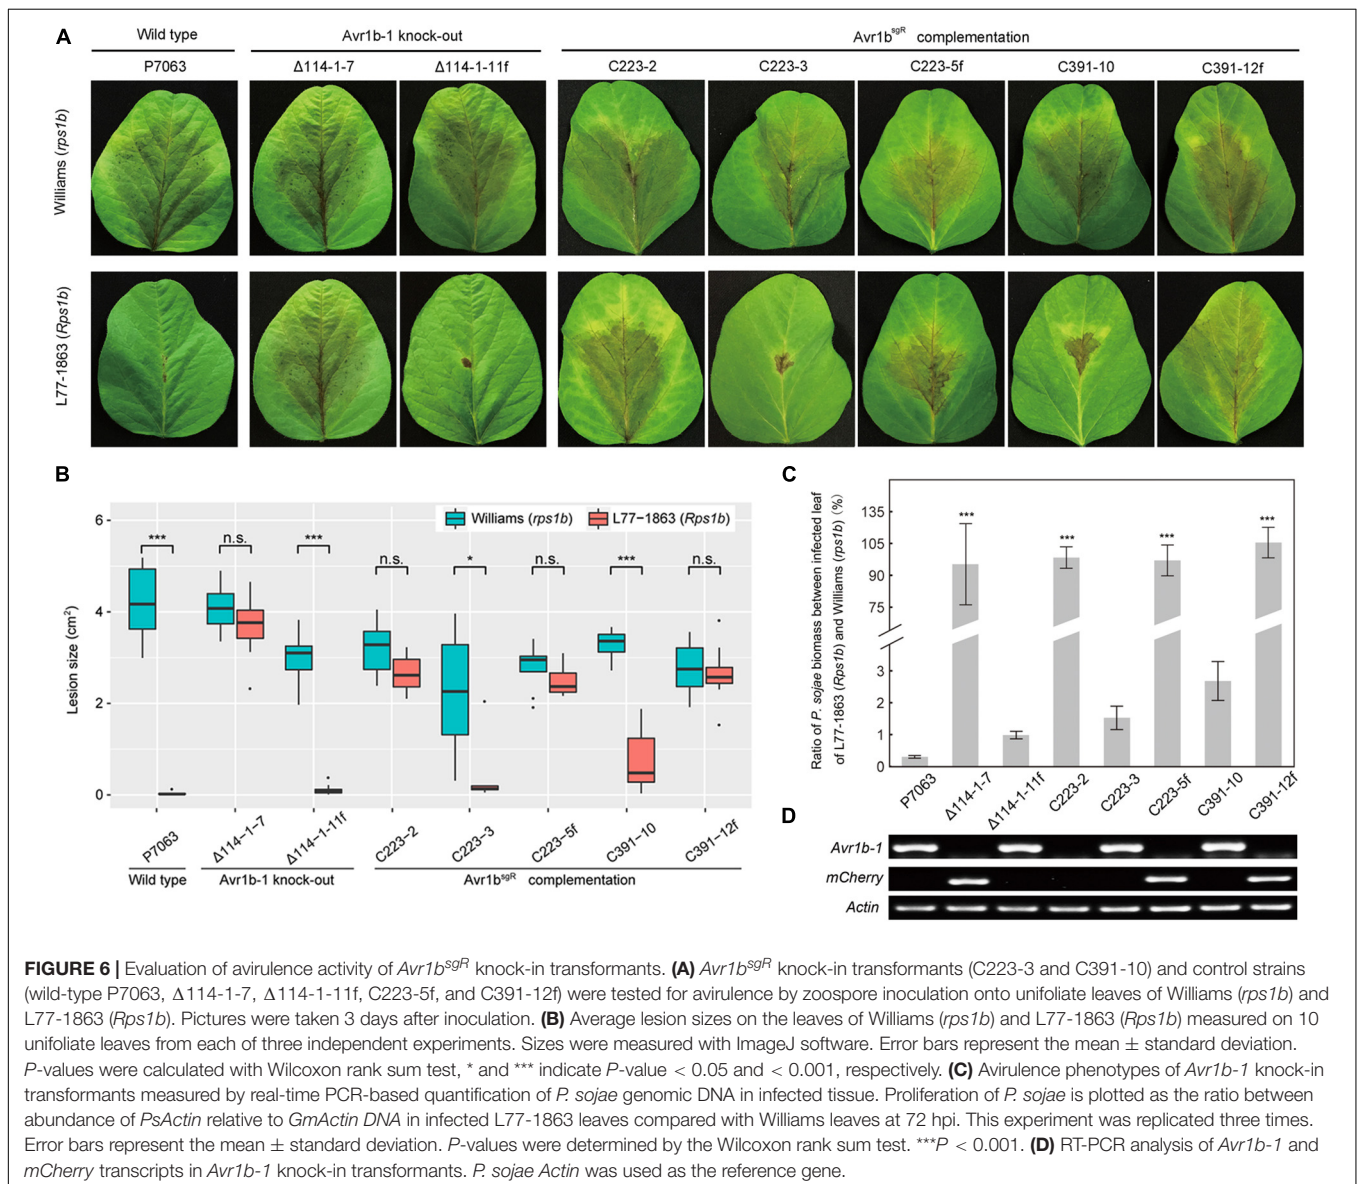 A
Wild type
Avr1b-1 knock-out
Avr1b^sgR complementation
P7063
Δ114-1-7
Δ114-1-11f
C223-2
C223-3
C223-5f
C391-10
C391-12f
Williams (rps1b)
L77-1863 (Rps1b)
B
Lesion size (cm²)
6
4
2
0
Williams (rps1b)
L77−1863 (Rps1b)
***
n.s.
***
n.s.
*
n.s.
***
n.s.
P7063
Δ114−1−7
Δ114−1−11f
C223−2
C223−3
C223−5f
C391−10
C391−12f
Wild type
Avr1b-1 knock-out
Avr1b^sgR complementation
C
Ratio of P. sojae biomass between infected leaf
of L77-1863 (Rps1b) and Williams (rps1b) (%)
135
105
90
75
3
2
1
0
***
***
***
***
P7063
Δ114-1-7
Δ114-1-11f
C223-2
C223-3
C223-5f
C391-10
C391-12f
D
Avr1b-1
mCherry
Actin
FIGURE 6 | Evaluation of avirulence activity of Avr1b^sgR knock-in transformants. (A) Avr1b^sgR knock-in transformants (C223-3 and C391-10) and control strains
(wild-type P7063, Δ114-1-7, Δ114-1-11f, C223-5f, and C391-12f) were tested for avirulence by zoospore inoculation onto unifoliate leaves of Williams (rps1b) and
L77-1863 (Rps1b). Pictures were taken 3 days after inoculation. (B) Average lesion sizes on the leaves of Williams (rps1b) and L77-1863 (Rps1b) measured on 10
unifoliate leaves from each of three independent experiments. Sizes were measured with ImageJ software. Error bars represent the mean ± standard deviation.
P-values were calculated with Wilcoxon rank sum test, * and *** indicate P-value < 0.05 and < 0.001, respectively. (C) Avirulence phenotypes of Avr1b-1 knock-in
transformants measured by real-time PCR-based quantification of P. sojae genomic DNA in infected tissue. Proliferation of P. sojae is plotted as the ratio between
abundance of PsActin relative to GmActin DNA in infected L77-1863 leaves compared with Williams leaves at 72 hpi. This experiment was replicated three times.
Error bars represent the mean ± standard deviation. P-values were determined by the Wilcoxon rank sum test. ***P < 0.001. (D) RT-PCR analysis of Avr1b-1 and
mCherry transcripts in Avr1b-1 knock-in transformants. P. sojae Actin was used as the reference gene.